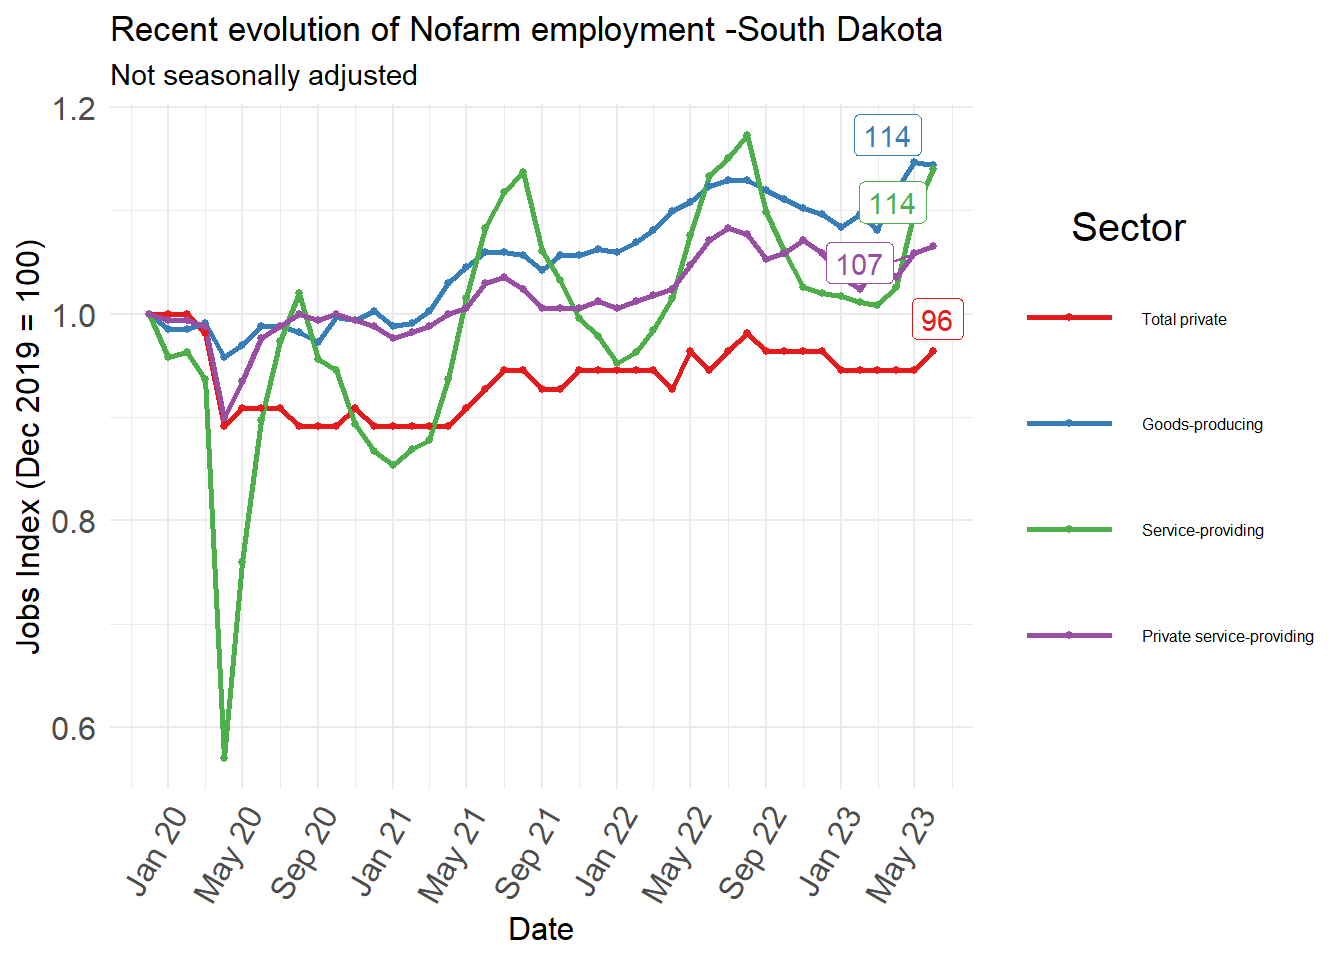 Recent evolution of Nofarm employment -South Dakota
Not seasonally adjusted
1.2
1.0
0.8
0.6
Jobs Index (Dec 2019 = 100)
114
114
107
96
Jan 20
May 20
Sep 20
Jan 21
May 21
Sep 21
Jan 22
May 22
Sep 22
Jan 23
May 23
Date
Sector
Total private
Goods-producing
Service-providing
Private service-providing